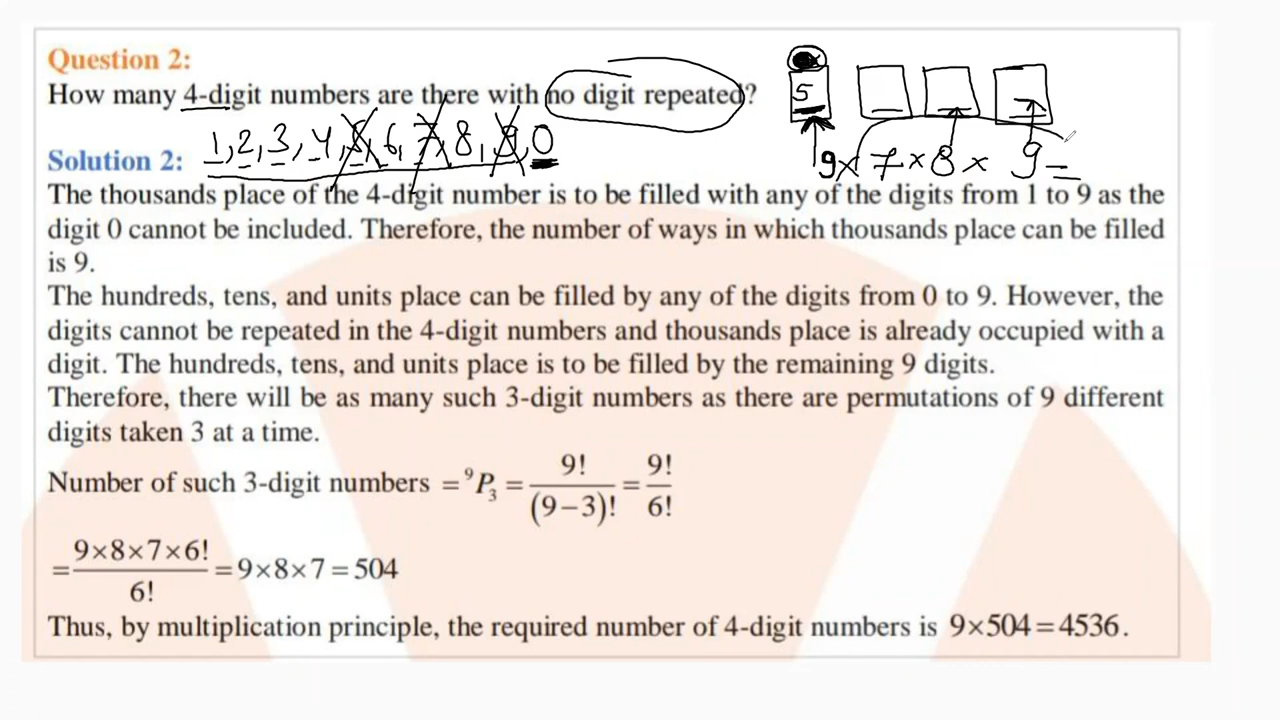 Question 2:
How many 4-digit numbers are there with no digit repeated?
5
1, 2, 3, 4, 5, 6, 7, 8, 9, 0
9 × 7 × 8 × 9 =
Solution 2:
The thousands place of the 4-digit number is to be filled with any of the digits from 1 to 9 as the
digit 0 cannot be included. Therefore, the number of ways in which thousands place can be filled
is 9.
The hundreds, tens, and units place can be filled by any of the digits from 0 to 9. However, the
digits cannot be repeated in the 4-digit numbers and thousands place is already occupied with a
digit. The hundreds, tens, and units place is to be filled by the remaining 9 digits.
Therefore, there will be as many such 3-digit numbers as there are permutations of 9 different
digits taken 3 at a time.
Number of such 3-digit numbers = ⁹P₃ = 9!/(9−3)! = 9!/6!
= 9×8×7×6!/6! = 9×8×7 = 504
Thus, by multiplication principle, the required number of 4-digit numbers is 9×504=4536.